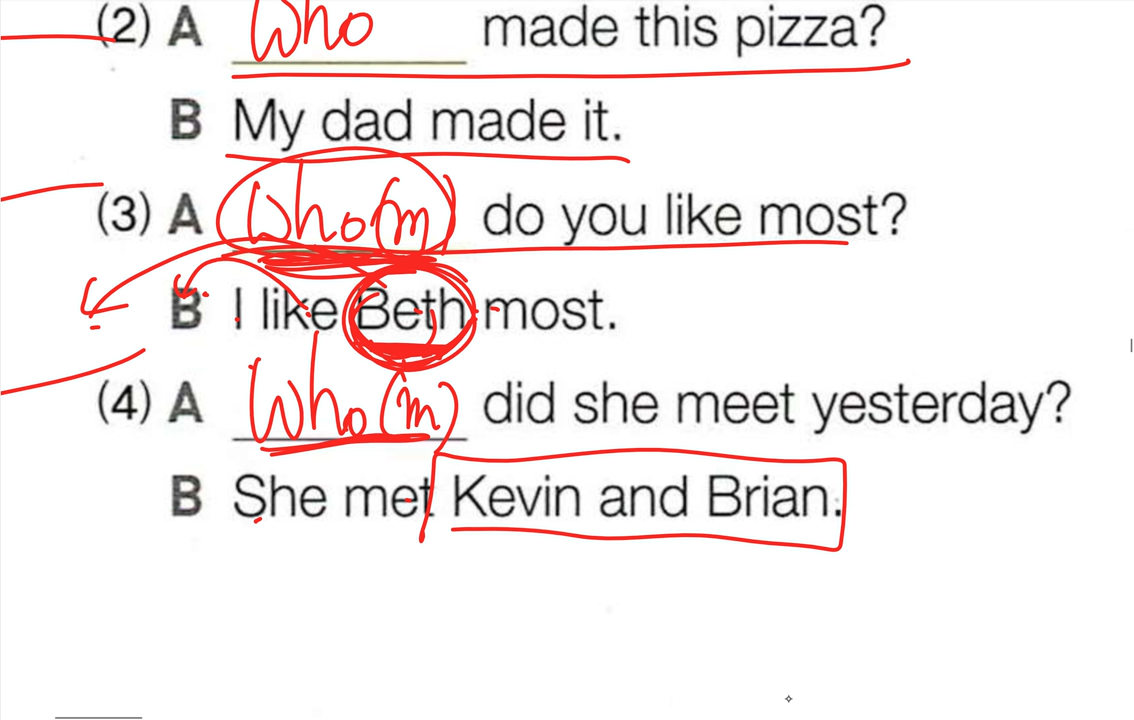 (2) A Who made this pizza?
B My dad made it.
(3) A Who(m) do you like most?
B I like Beth most.
(4) A Who(m) did she meet yesterday?
B She met Kevin and Brian.